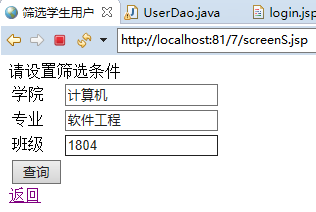 筛选学生用户 UserDao.java login.jsp
http://localhost:81/7/screenS.jsp
请设置筛选条件
学院 计算机
专业 软件工程
班级 1804
查询
返回